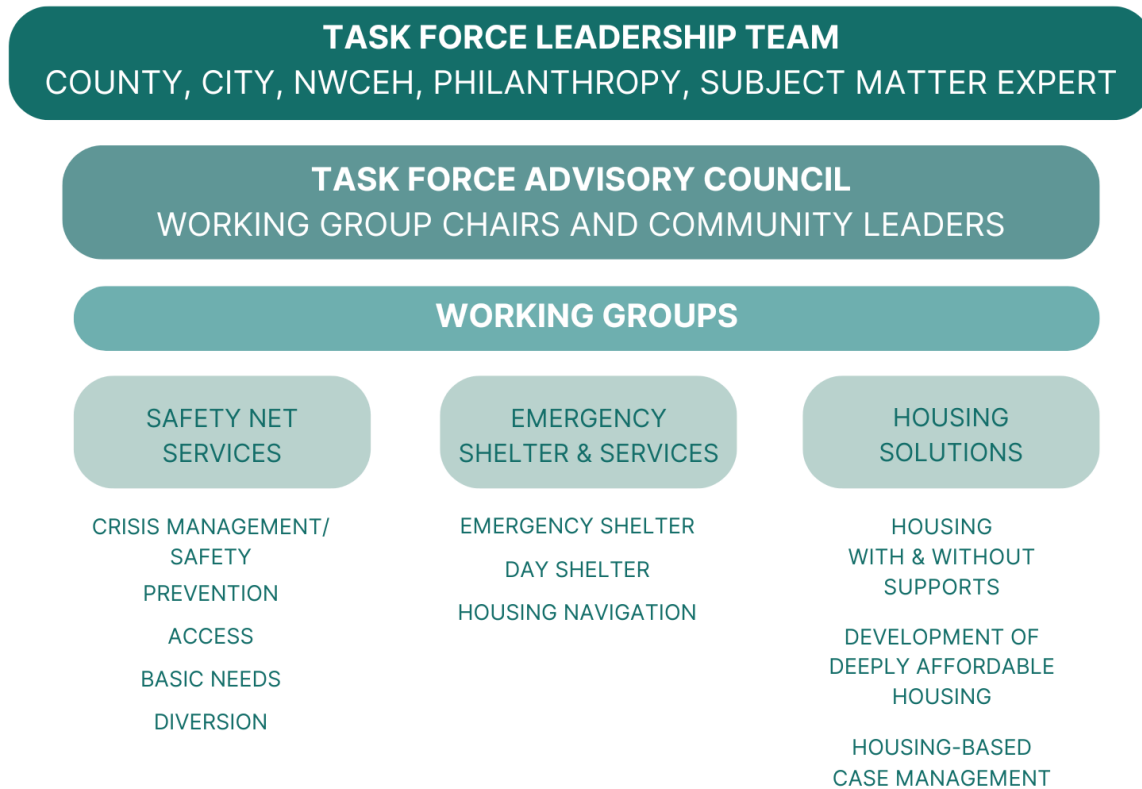 TASK FORCE LEADERSHIP TEAM
COUNTY, CITY, NWCEH, PHILANTHROPY, SUBJECT MATTER EXPERT
TASK FORCE ADVISORY COUNCIL
WORKING GROUP CHAIRS AND COMMUNITY LEADERS
WORKING GROUPS
SAFETY NET
SERVICES
CRISIS MANAGEMENT/
SAFETY
PREVENTION
ACCESS
BASIC NEEDS
DIVERSION
EMERGENCY
SHELTER & SERVICES
EMERGENCY SHELTER
DAY SHELTER
HOUSING NAVIGATION
HOUSING
SOLUTIONS
HOUSING
WITH & WITHOUT
SUPPORTS
DEVELOPMENT OF
DEEPLY AFFORDABLE
HOUSING
HOUSING-BASED
CASE MANAGEMENT